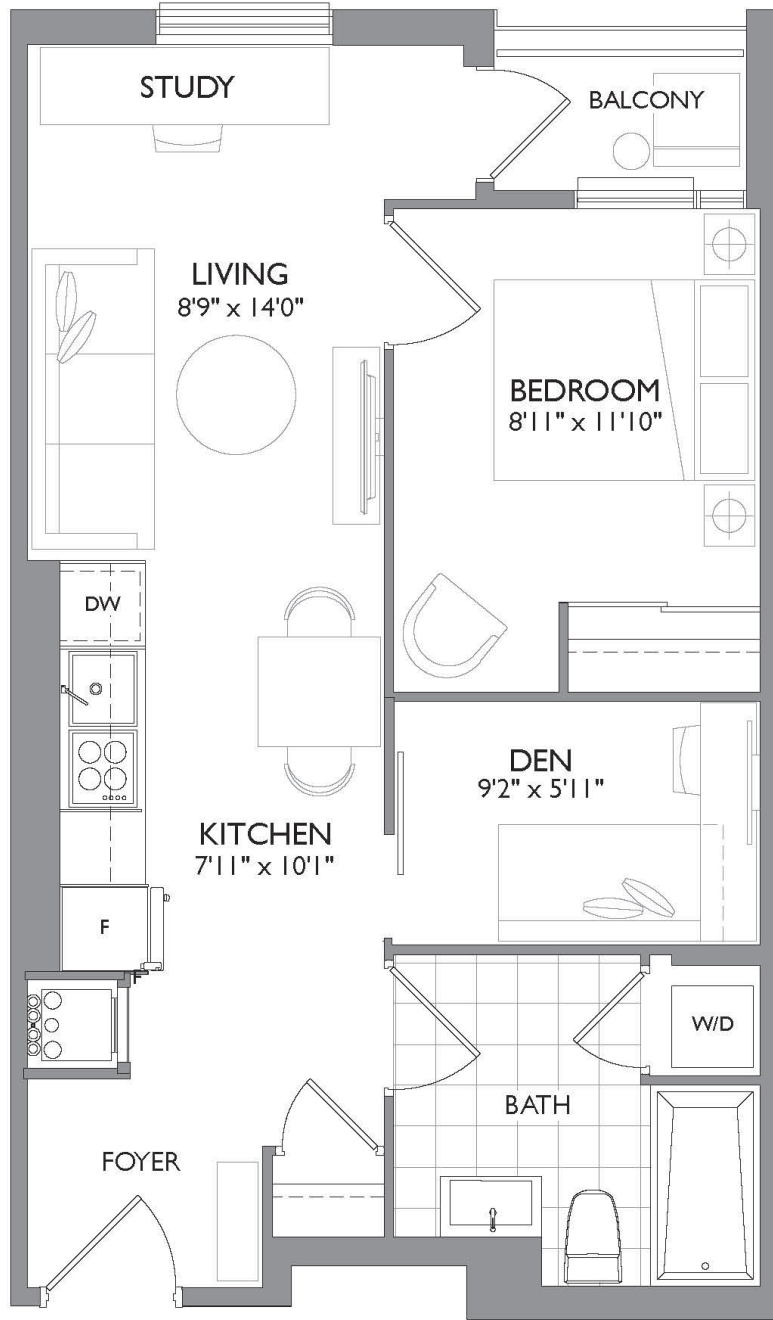 STUDY
BALCONY
LIVING
8'9" x 14'0"
BEDROOM
8'11" x 11'10"
DW
DEN
9'2" x 5'11"
KITCHEN
7'11" x 10'1"
F
W/D
BATH
FOYER